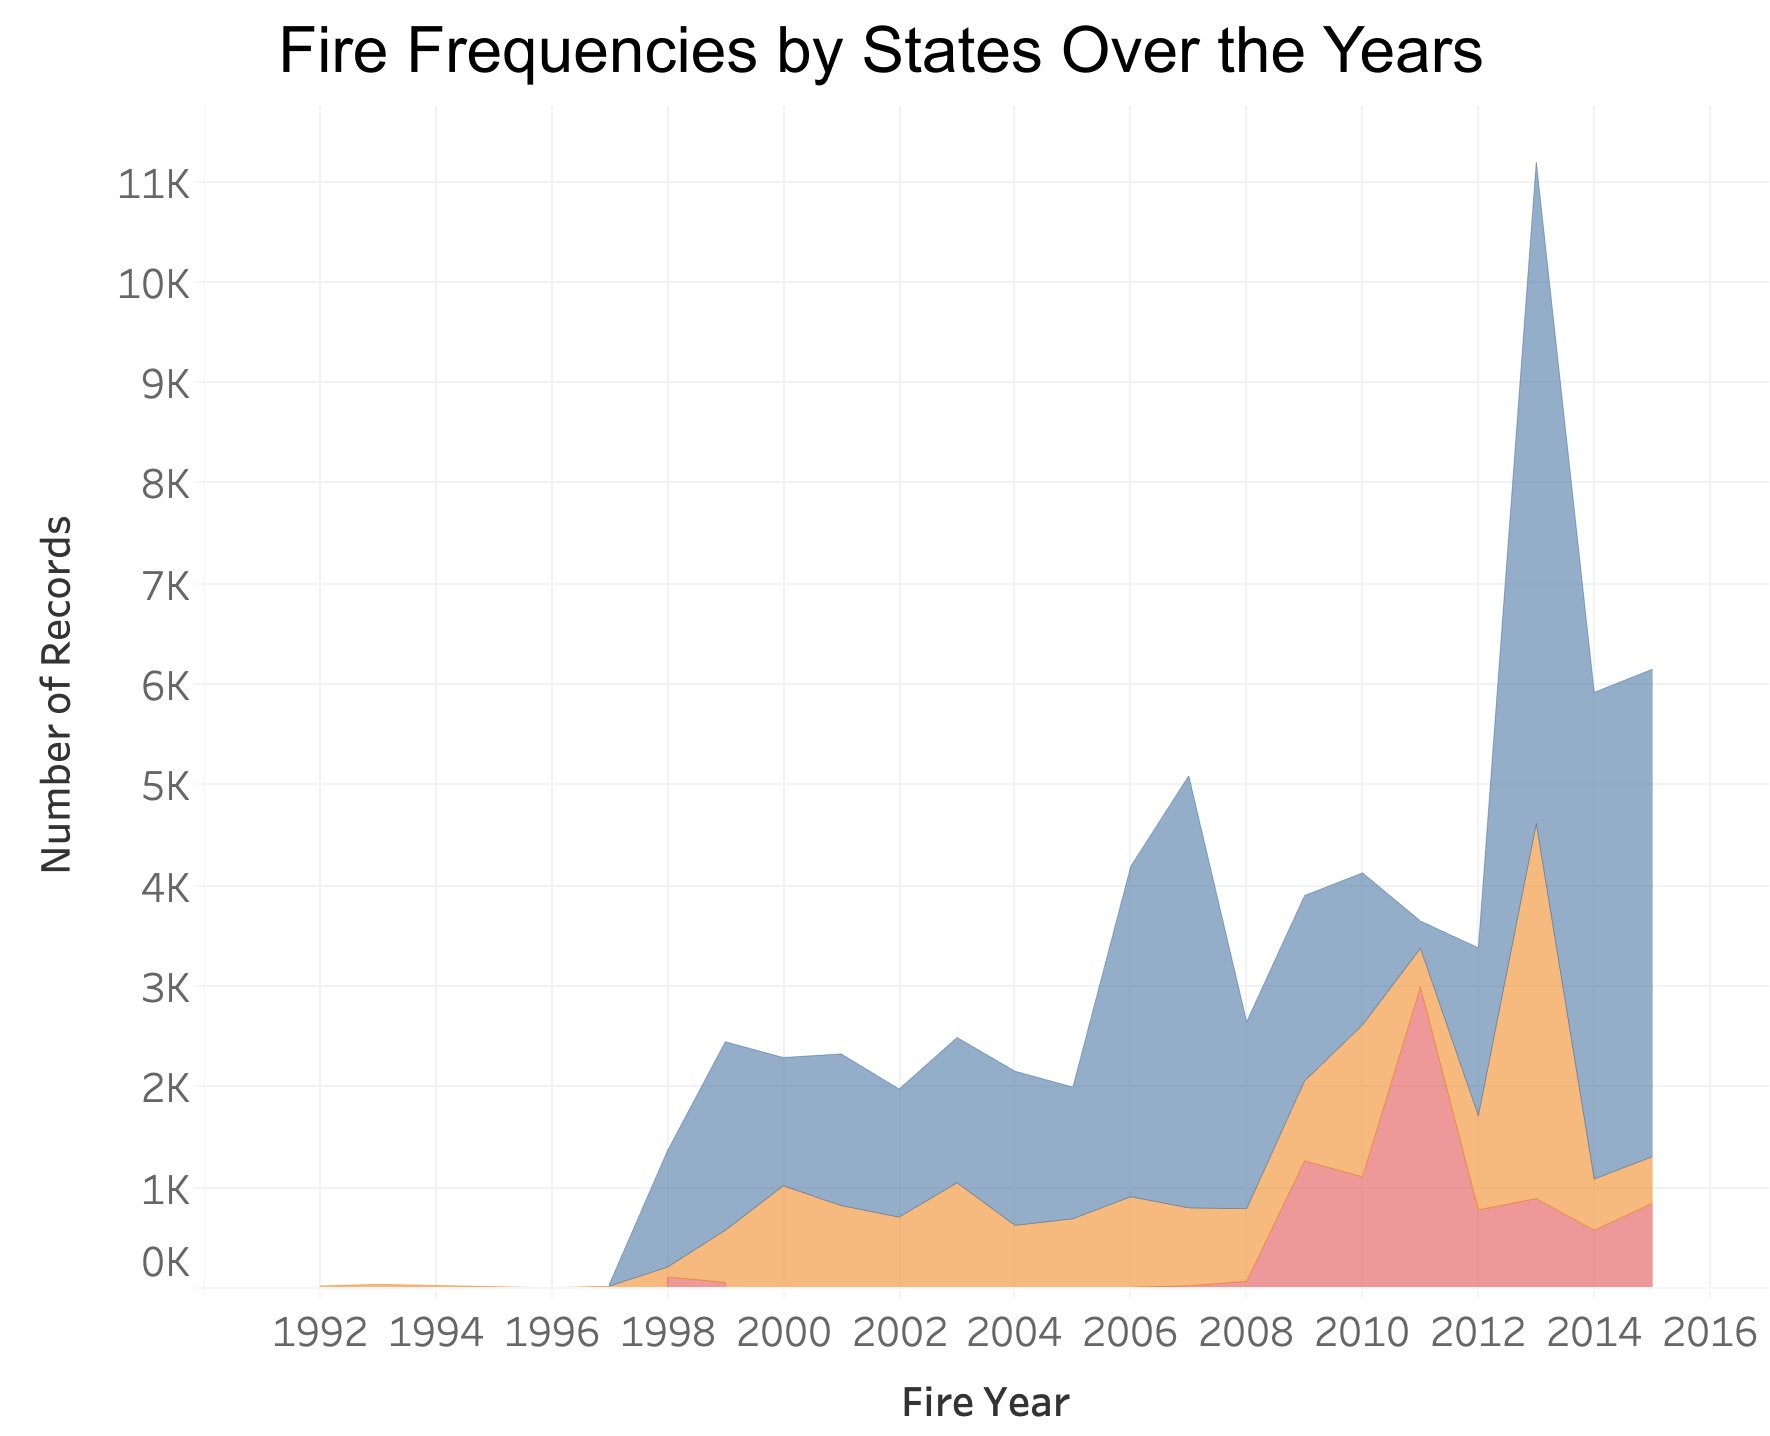 Fire Frequencies by States Over the Years
11K
10K
9K
8K
7K
6K
5K
4K
3K
2K
1K
0K
Number of Records
1992 1994 1996 1998 2000 2002 2004 2006 2008 2010 2012 2014 2016
Fire Year